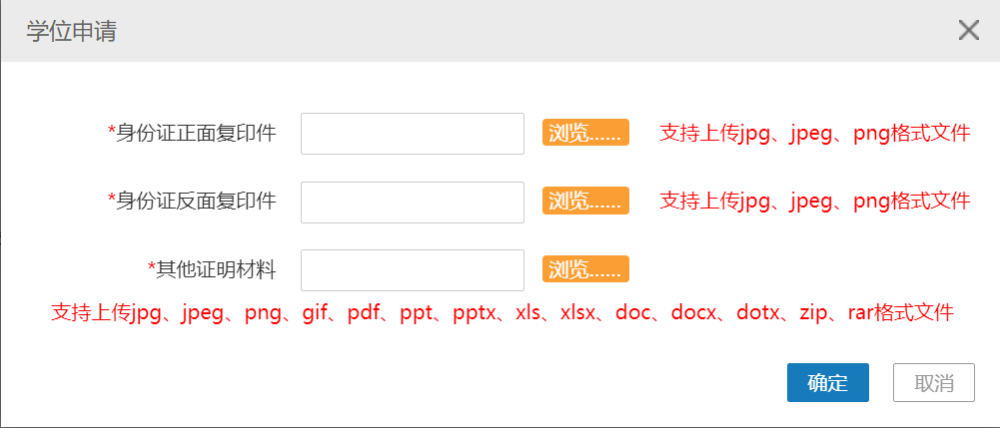 学位申请
*身份证正面复印件 浏览...... 支持上传jpg、jpeg、png格式文件
*身份证反面复印件 浏览...... 支持上传jpg、jpeg、png格式文件
*其他证明材料 浏览......
支持上传jpg、jpeg、png、gif、pdf、ppt、pptx、xls、xlsx、doc、docx、dotx、zip、rar格式文件
确定 取消